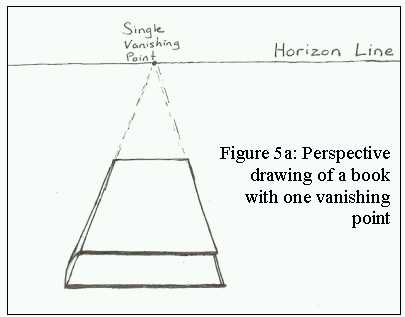 Single
Vanishing
Point
Horizon Line
Figure 5a: Perspective
drawing of a book
with one vanishing
point